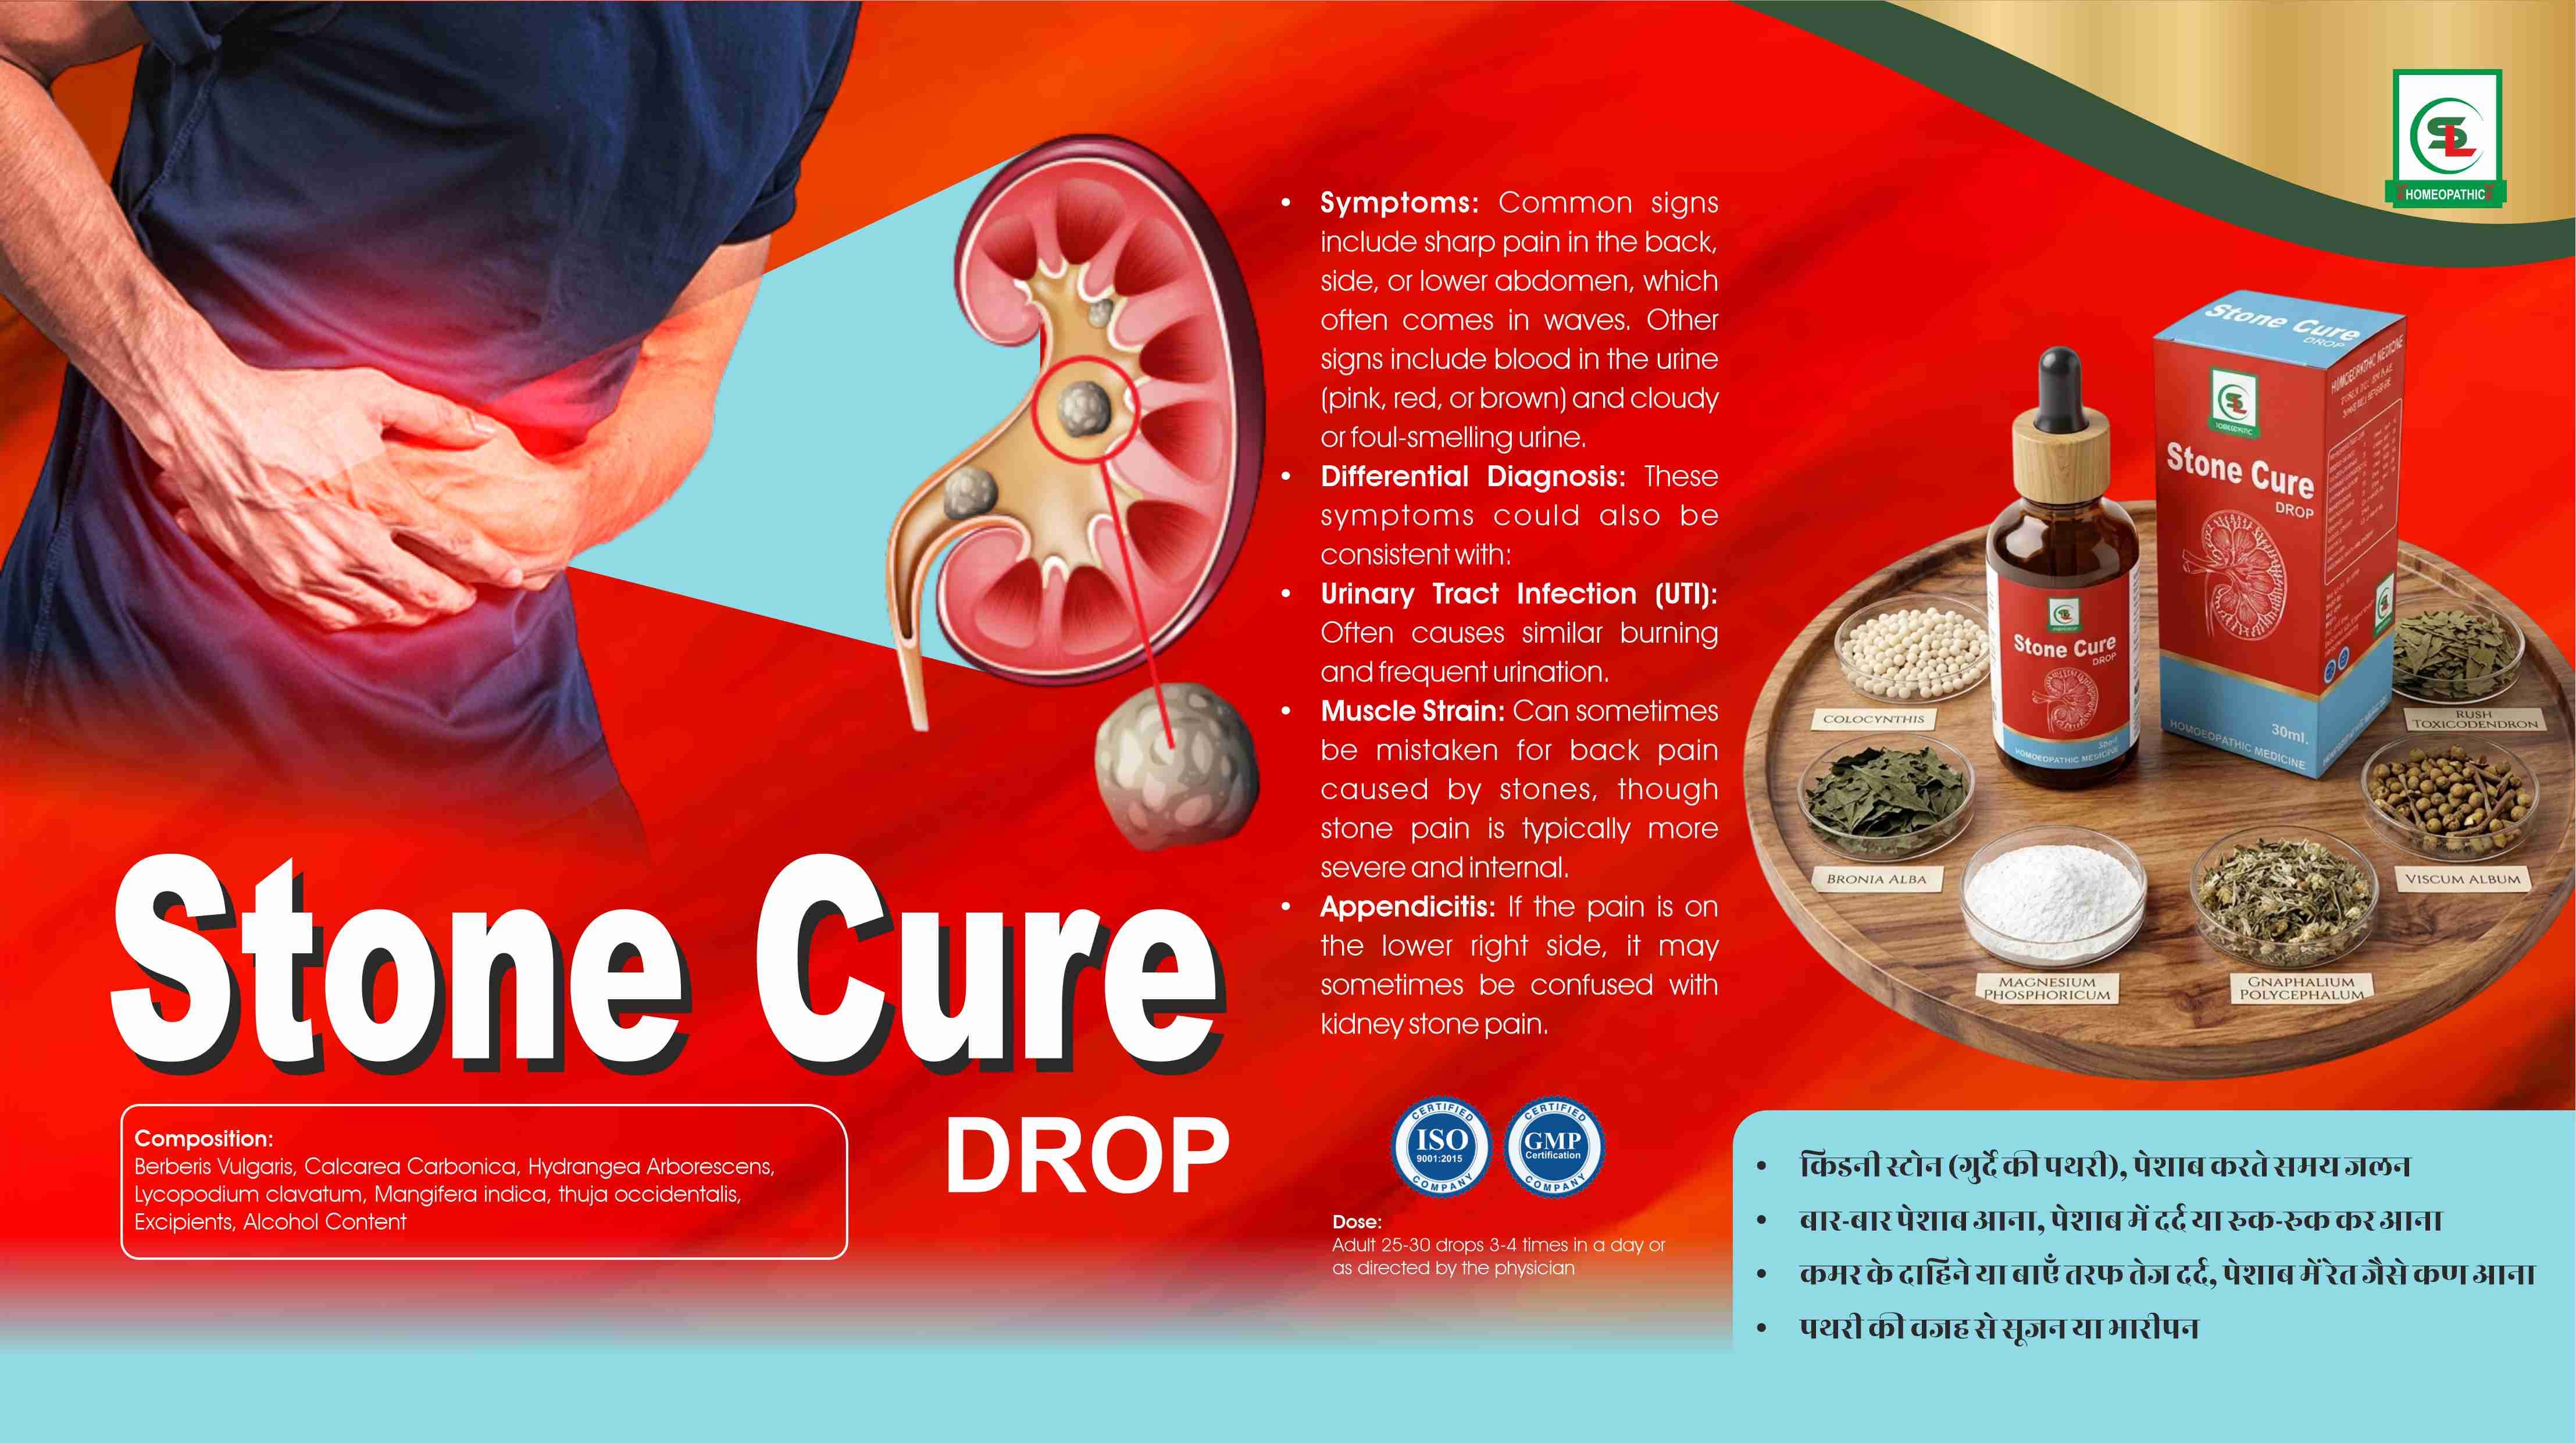 SL
HOMEOPATHIC
• Symptoms: Common signs
include sharp pain in the back,
side, or lower abdomen, which
often comes in waves. Other
signs include blood in the urine
(pink, red, or brown) and cloudy
or foul-smelling urine.
• Differential Diagnosis: These
symptoms could also be
consistent with:
• Urinary Tract Infection (UTI):
Often causes similar burning
and frequent urination.
• Muscle Strain: Can sometimes
be mistaken for back pain
caused by stones, though
stone pain is typically more
severe and internal.
• Appendicitis: If the pain is on
the lower right side, it may
sometimes be confused with
kidney stone pain.
Stone Cure
DROP
Composition:
Berberis Vulgaris, Calcarea Carbonica, Hydrangea Arborescens,
Lycopodium clavatum, Mangifera indica, thuja occidentalis,
Excipients, Alcohol Content
CERTIFIED
ISO
9001:2015
COMPANY
CERTIFIED
GMP
Certification
COMPANY
Dose:
Adult 25-30 drops 3-4 times in a day or
as directed by the physician
Stone Cure
DROP
SL
HOMEOPATHIC
Stone Cure
DROP
30ml.
HOMOEOPATHIC MEDICINE
Stone Cure
DROP
HOMOEOPATHIC MEDICINE
COLOCYNTHIS
RUSH
TOXICODENDRON
BRONIA ALBA
VISCUM ALBUM
MAGNESIUM
PHOSPHORICUM
GNAPHALIUM
POLYCEPHALUM
• किडनी स्टोन (गुर्दे की पथरी), पेशाब करते समय जलन
• बार-बार पेशाब आना, पेशाब में दर्द या रुक-रुक कर आना
• कमर के दाहिने या बाएँ तरफ तेज दर्द, पेशाब में रेत जैसे कण आना
• पथरी की वजह से सूजन या भारीपन